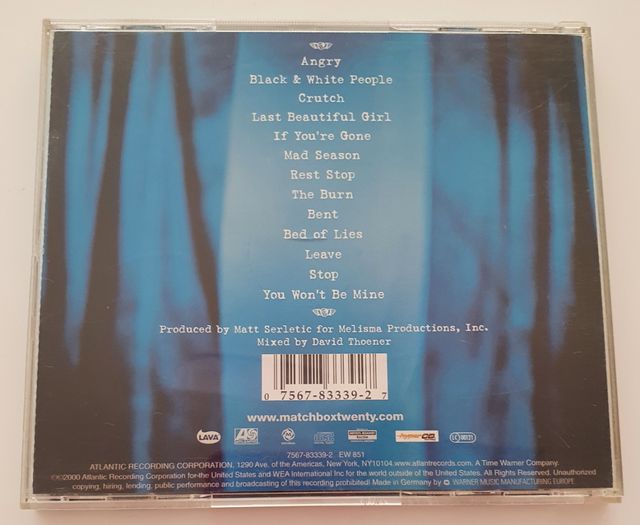 Angry
Black & White People
Crutch
Last Beautiful Girl
If You're Gone
Mad Season
Rest Stop
The Burn
Bent
Bed of Lies
Leave
Stop
You Won't Be Mine
Produced by Matt Serletic for Melisma Productions, Inc.
Mixed by David Thoener
0 7567-83339-2 7
www.matchboxtwenty.com
LAVA
7567-83339-2 EW 851
ATLANTIC RECORDING CORPORATION, 1290 Ave. of the Americas, New York, NY10104.www.atlantrecords.com. A Time Warner Company.
℗©2000 Atlantic Recording Corporation for the United States and WEA International Inc for the world outside of the United States. All Rights Reserved. Unauthorized
copying, hiring, lending, public performance and broadcasting of this recording prohibited! Made in Germany by WARNER MUSIC MANUFACTURING EUROPE